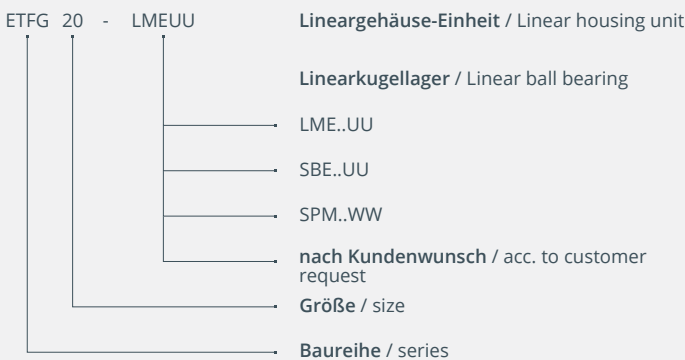 ETFG 20 - LMEUU Lineargehäuse-Einheit / Linear housing unit
Linearkugellager / Linear ball bearing
LME..UU
SBE..UU
SPM..WW
nach Kundenwunsch / acc. to customer
request
Größe / size
Baureihe / series